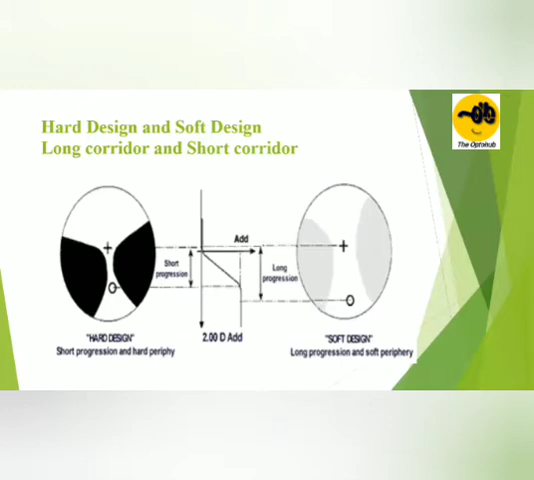 Hard Design and Soft Design
Long corridor and Short corridor
The Optohub
Add
Short
progression
Long
progression
"HARD DESIGN"
Short progression and hard periphy
2.00 D Add
"SOFT DESIGN"
Long progression and soft periphery